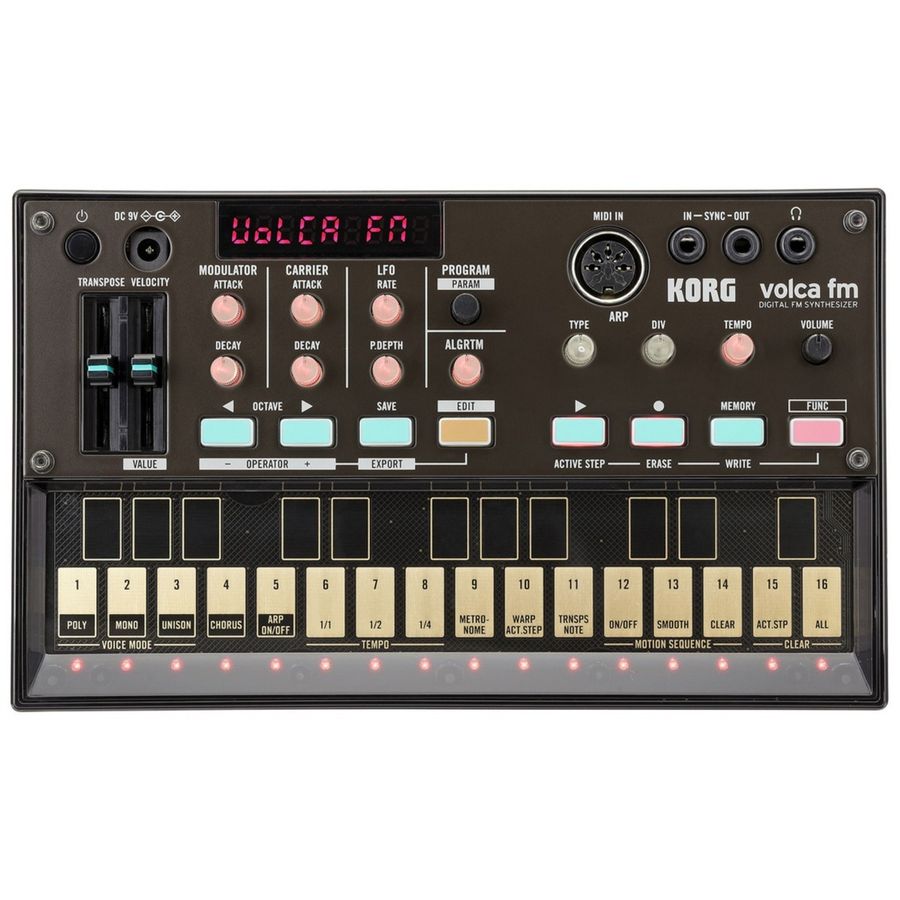 DC 9V
VoLCA FM
MIDI IN
IN SYNC OUT
TRANSPOSE VELOCITY
MODULATOR
ATTACK
CARRIER
ATTACK
LFO
RATE
PROGRAM
PARAM
KORG
volca fm
DIGITAL FM SYNTHESIZER
ARP
TYPE
DIV
TEMPO
VOLUME
DECAY
DECAY
P.DEPTH
ALGRTM
OCTAVE
SAVE
EDIT
MEMORY
FUNC
VALUE
– OPERATOR +
EXPORT
ACTIVE STEP
ERASE
WRITE
1 2 3 4 5 6 7 8 9 10 11 12 13 14 15 16
POLY
MONO
UNISON
CHORUS
ARP
ON/OFF
1/1
1/2
1/4
METRO-
NOME
WARP
ACT.STEP
TRNSPS
NOTE
ON/OFF
SMOOTH
CLEAR
ACT.STP
ALL
VOICE MODE
TEMPO
MOTION SEQUENCE
CLEAR